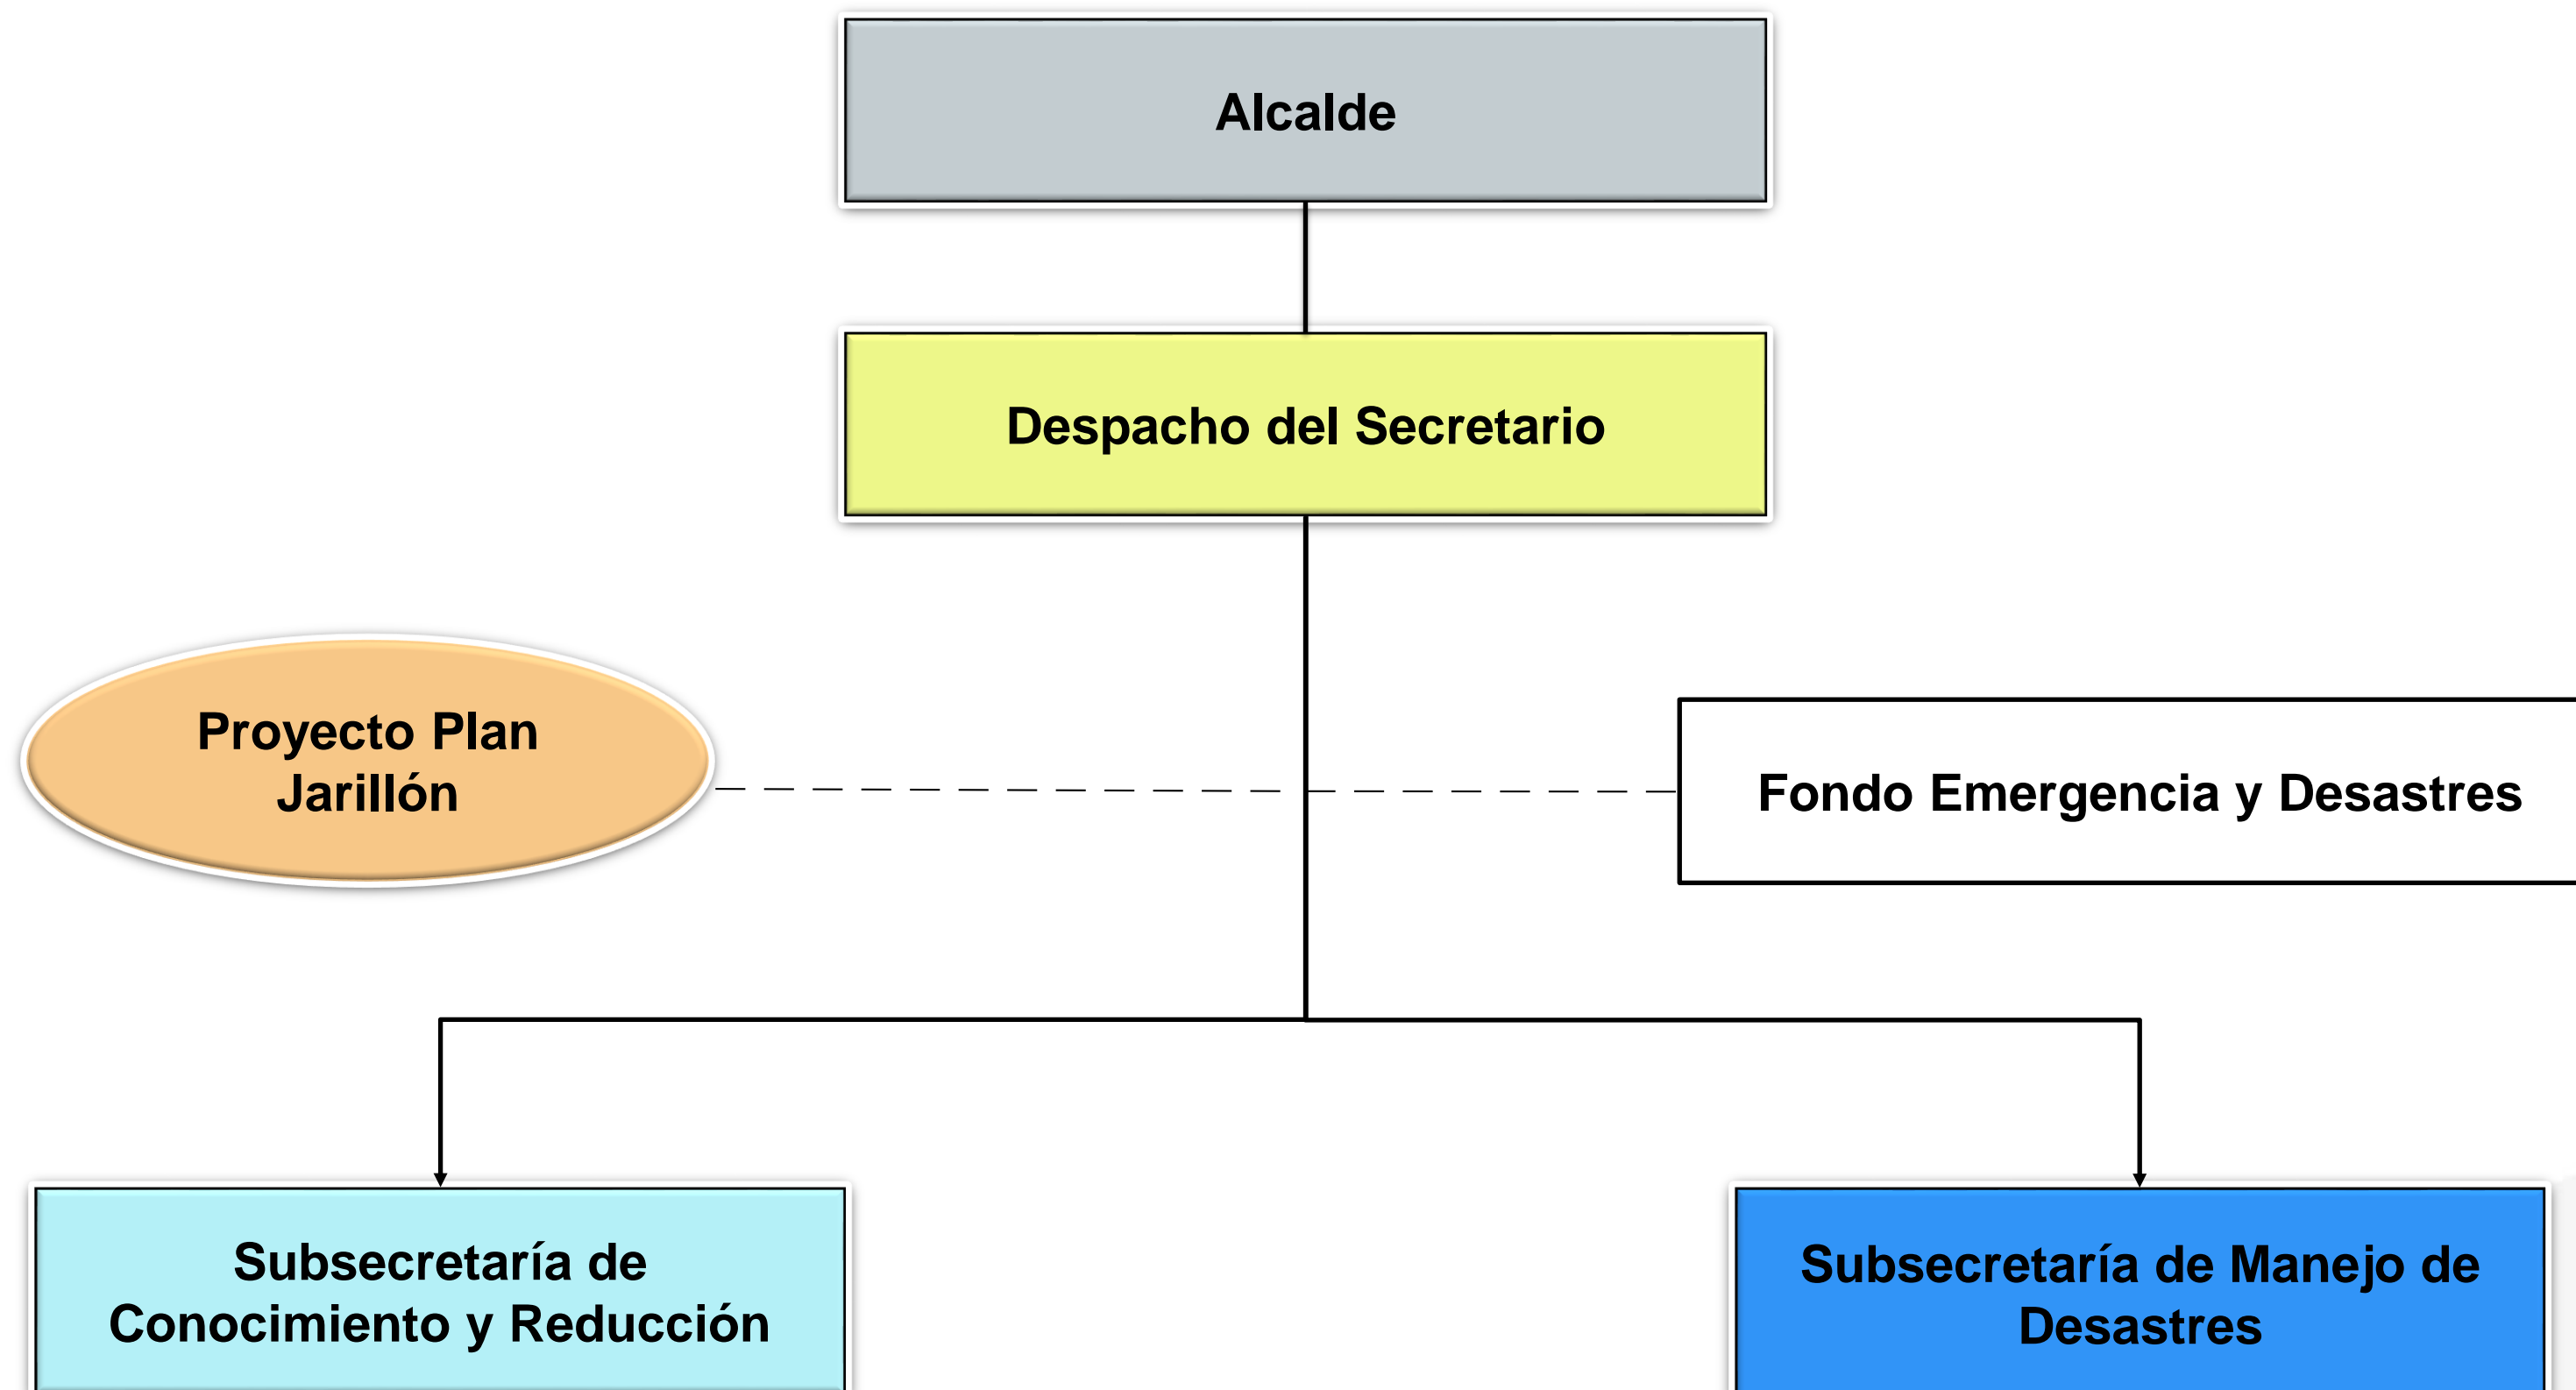 Alcalde
Despacho del Secretario
Proyecto Plan
Jarillón
Fondo Emergencia y Desastres
Subsecretaría de
Conocimiento y Reducción
Subsecretaría de Manejo de
Desastres